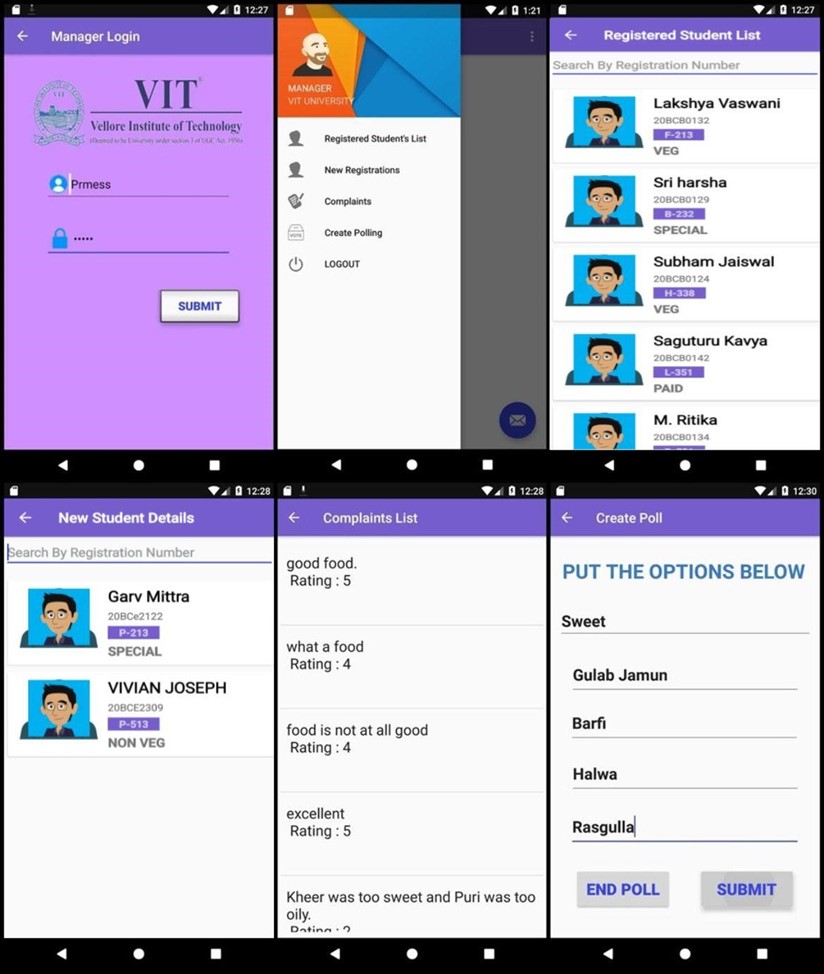 12:27
Manager Login
VIT
Vellore Institute of Technology
(Deemed to be University under section 3 of UGC Act, 1956)
Prmess
•••••
SUBMIT
1:21
MANAGER
VIT UNIVERSITY
Registered Student's List
New Registrations
Complaints
VOTE
Create Polling
LOGOUT
12:27
Registered Student List
Search By Registration Number
Lakshya Vaswani
20BCB0132
F-213
VEG
Sri harsha
20BCB0129
B-232
SPECIAL
Subham Jaiswal
20BCB0124
H-338
VEG
Saguturu Kavya
20BCB0142
L-351
PAID
M. Ritika
20BCB0134
12:28
New Student Details
Search By Registration Number
Garv Mittra
20BCe2122
P-213
SPECIAL
VIVIAN JOSEPH
20BCE2309
P-513
NON VEG
12:28
Complaints List
good food.
Rating : 5
what a food
Rating : 4
food is not at all good
Rating : 4
excellent
Rating : 5
Kheer was too sweet and Puri was too
oily.
Rating : 2
12:30
Create Poll
PUT THE OPTIONS BELOW
Sweet
Gulab Jamun
Barfi
Halwa
Rasgulla
END POLL
SUBMIT